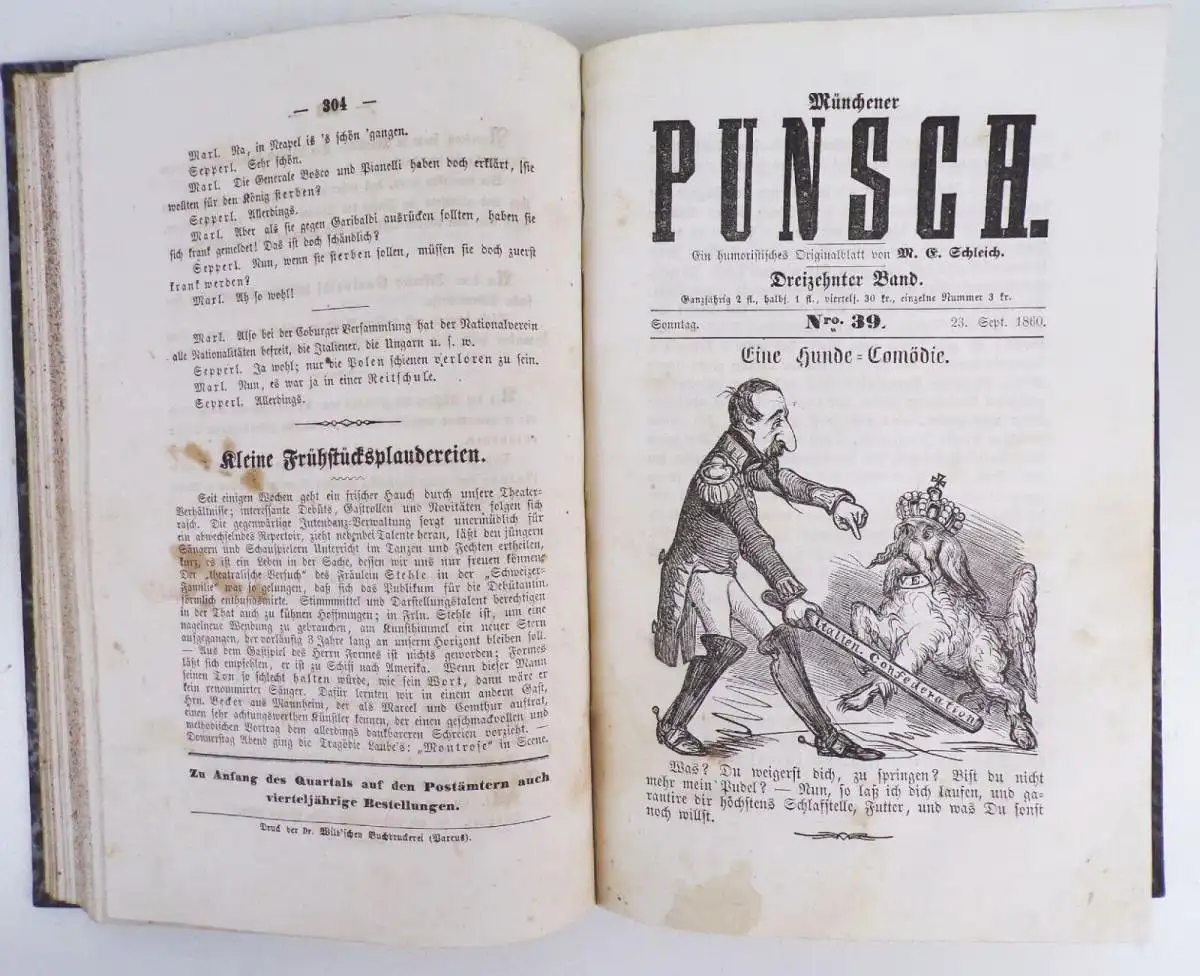 — 304 —
Marl. Na, in Neapel is 's schön 'gangen.
Sepperl. Sehr schön.
Marl. Die Generale Bosco und Pianelli haben doch erklärt, sie
wollten für den König sterben?
Sepperl. Allerdings.
Marl. Aber als sie gegen Garibaldi ausrücken sollten, haben sie
sich krank gemeldet! Das ist doch schändlich?
Sepperl. Nun, wenn sie sterben sollen, müssen sie doch zuerst
krank werden?
Marl. Ah so wohl!
Marl. Also bei der Coburger Versammlung hat der Nationalverein
alle Nationalitäten befreit, die Italiener, die Ungarn u. s. w.
Sepperl. Ja wohl; nur die Polen schienen verloren zu sein.
Marl. Nun, es war ja in einer Reitschule.
Sepperl. Allerdings.
Kleine Frühstücksplaudereien.
Seit einigen Wochen geht ein frischer Hauch durch unsere Theater-
Verhältnisse; interessante Debüts, Gastrollen und Novitäten folgen sich
rasch. Die gegenwärtige Intendanz-Verwaltung sorgt unermüdlich für
ein abwechselndes Repertoir, zieht nebenbei Talente heran, läßt den jüngern
Sängern und Schauspielern Unterricht im Tanzen und Fechten ertheilen,
kurz, es ist ein Leben in der Sache, dessen wir uns nur freuen können.
Der „theatralische Versuch" des Fräulein Stehle in der „Schweizer-
Familie" war so gelungen, daß sich das Publikum für die Debütantin
förmlich enthusiasmirte. Stimmmittel und Darstellungstalent berechtigen
in der That auch zu kühnen Hoffnungen; in Frln. Stehle ist, um eine
nagelneue Wendung zu gebrauchen, am Kunsthimmel ein neuer Stern
aufgegangen, der vorläufig 3 Jahre lang an unserm Horizont bleiben soll.
— Aus dem Gastspiel des Herrn Formes ist nichts geworden; Formes
läßt sich empfehlen, er ist zu Schiff nach Amerika. Wenn dieser Mann
seinen Ton so schlecht halten würde, wie sein Wort, dann wäre er
kein renommirter Sänger. Dafür lernten wir in einem andern Gast,
Hrn. Becker aus Mannheim, der als Marcel und Comthur auftrat,
einen sehr achtungswerthen Künstler kennen, der einen geschmackvollen und
methodischen Vortrag dem allerdings dankbareren Schreien vorzieht.
Donnerstag Abend ging die Tragödie Laube's: „Montrose" in Scene.
Zu Anfang des Quartals auf den Postämtern auch
vierteljährige Bestellungen.
Druck der Dr. Wild'schen Buchdruckerei (Parcus).
Münchener
PUNSCH.
Ein humoristisches Originalblatt von M. E. Schleich.
Dreizehnter Band.
Ganzjährig 2 fl., halbj. 1 fl., viertelj. 30 kr., einzelne Nummer 3 kr.
Sonntag. Nro. 39. 23. Sept. 1860.
Eine Hunde-Comödie.
E.
Italien. Confederation
Was? Du weigerst dich, zu springen? Bist du nicht
mehr mein Pudel? — Nun, so laß ich dich laufen, und ga-
rantire dir höchstens Schlafstelle, Futter, und was Du sonst
noch willst.